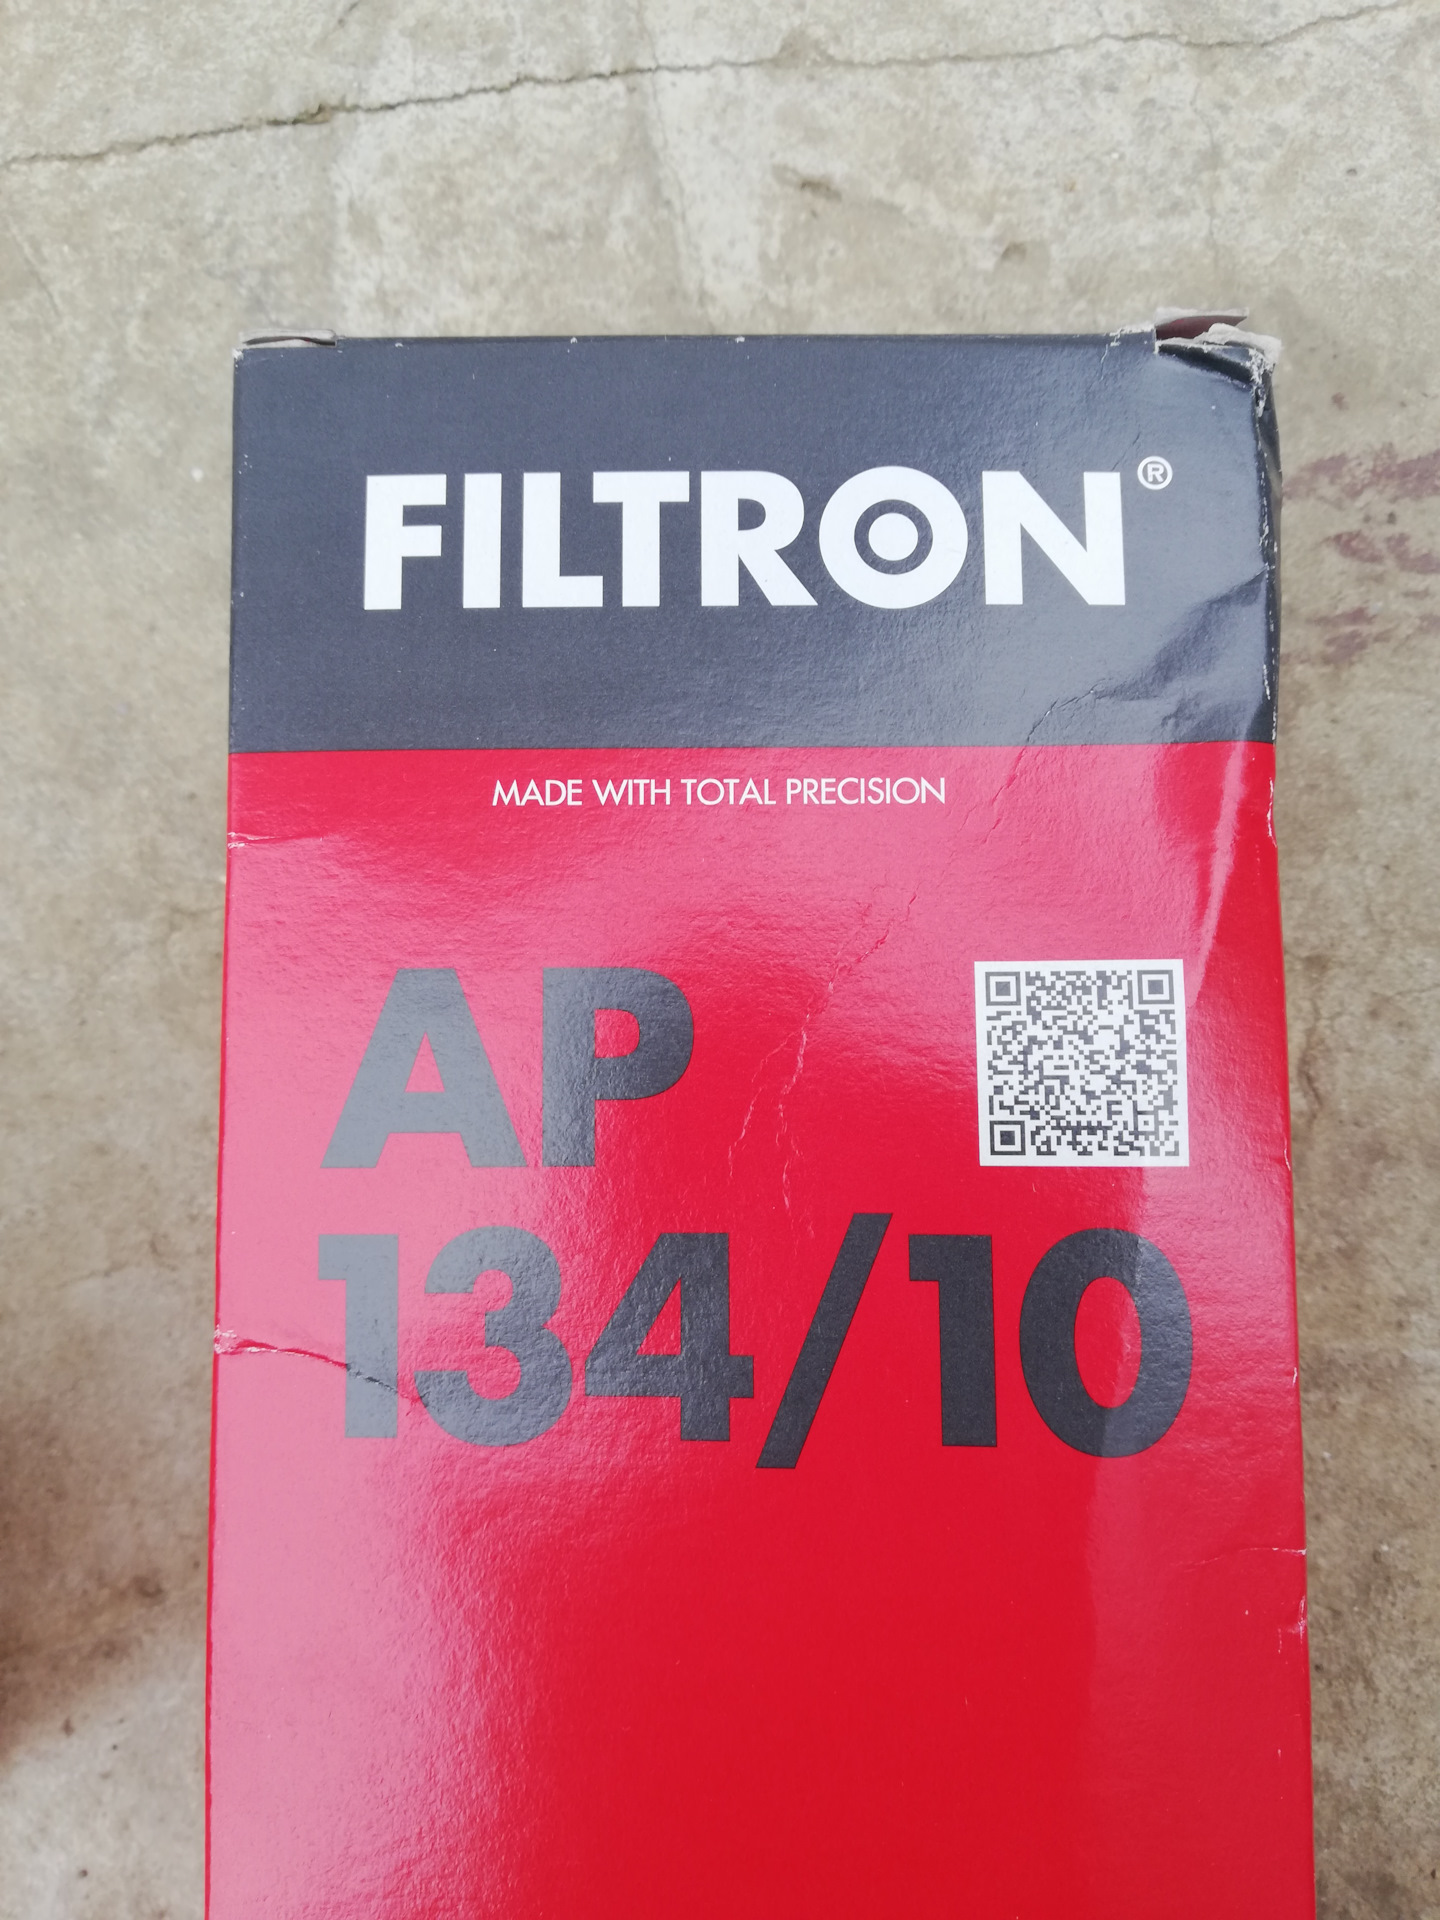 FILTRON®
MADE WITH TOTAL PRECISION
AP
134/10